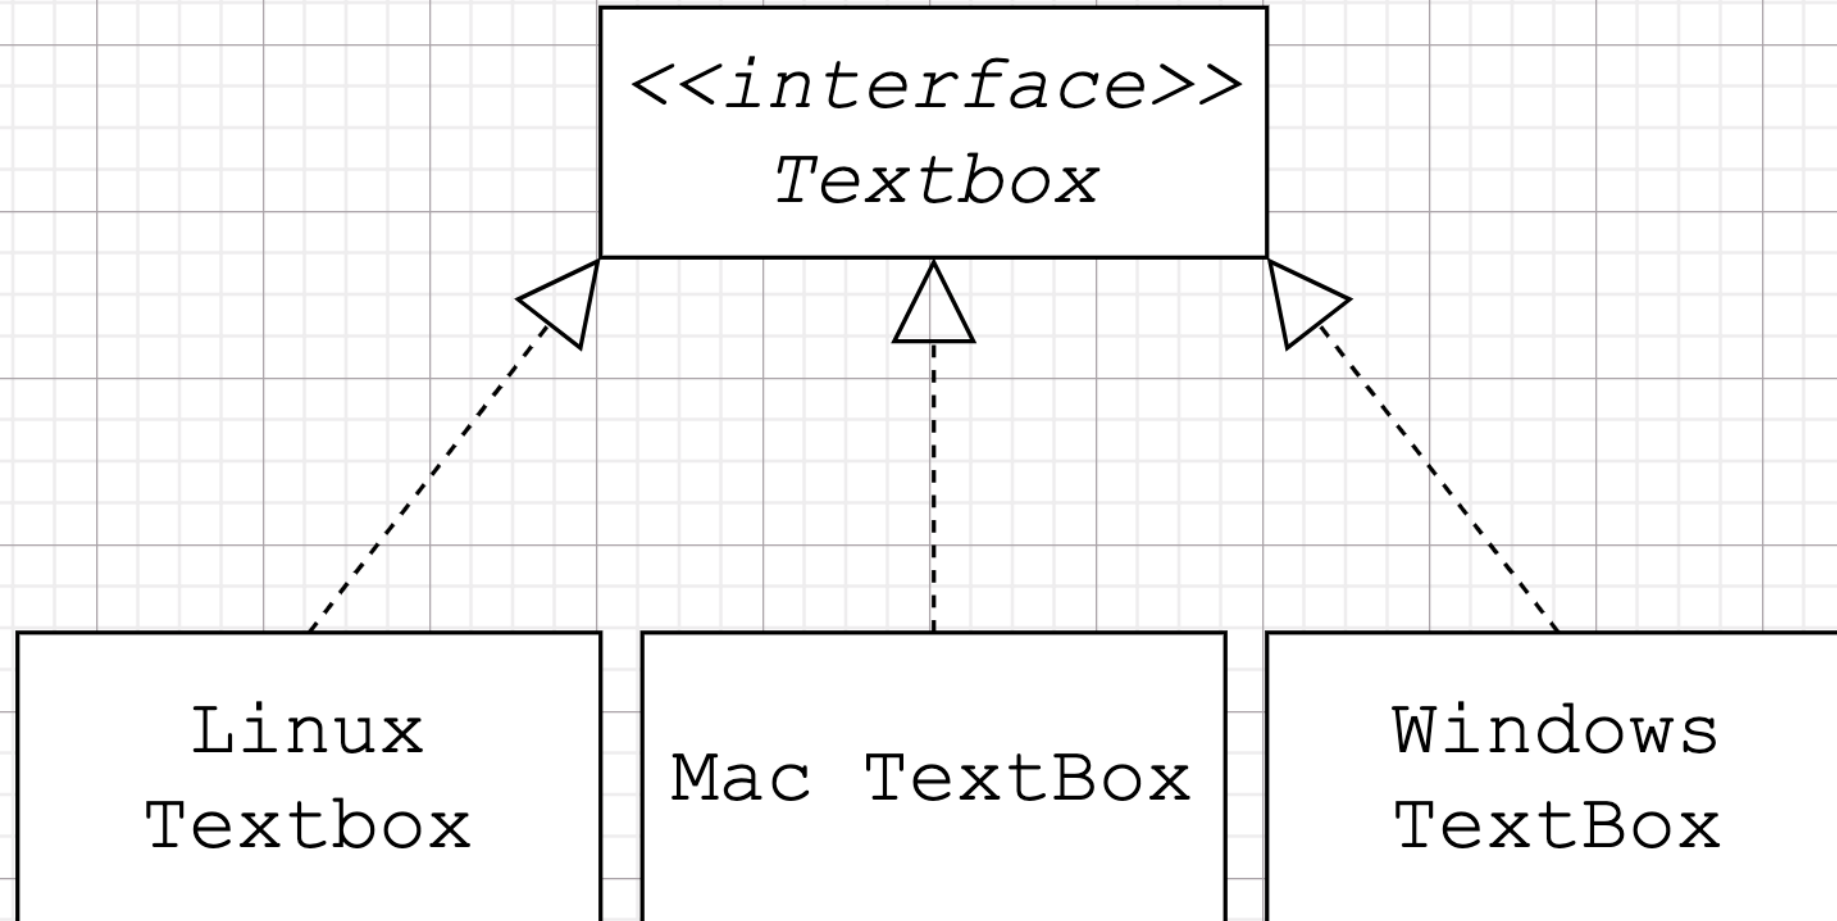 <<interface>>
Textbox
Linux
Textbox
Mac TextBox
Windows
TextBox